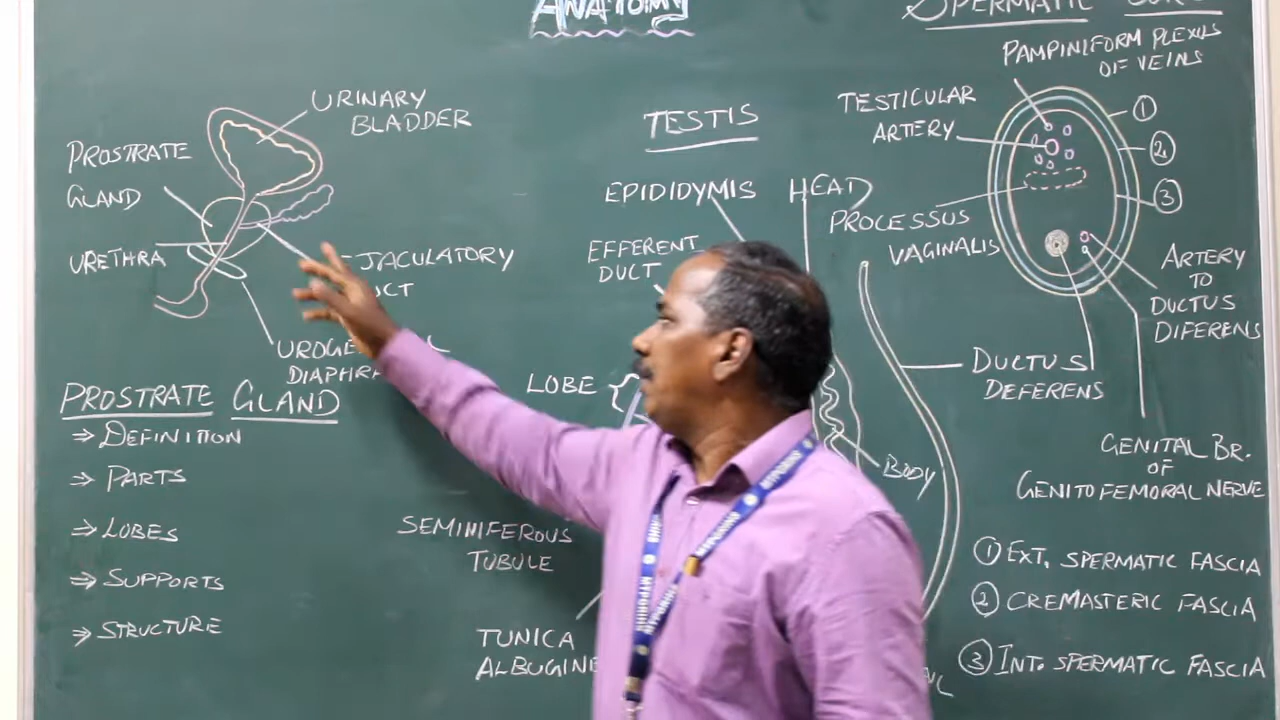 ANATOMY
URINARY
BLADDER
PROSTRATE
GLAND
URETHRA
JACULATORY
UCT
UROGE
DIAPHRA
PROSTRATE GLAND
⇒ DEFINITION
⇒ PARTS
⇒ LOBES
⇒ SUPPORTS
⇒ STRUCTURE
TESTIS
EPIDIDYMIS
HEAD
EFFERENT
DUCT
LOBE
BODY
SEMINIFEROUS
TUBULE
TUNICA
ALBUGINE
SPERMATIC
PAMPINIFORM PLEXUS
OF VEINS
TESTICULAR
ARTERY
PROCESSUS
VAGINALIS
1
2
3
ARTERY
TO
DUCTUS
DIFERENS
DUCTUS
DEFERENS
GENITAL BR.
OF
GENITOFEMORAL NERVE
1 EXT. SPERMATIC FASCIA
2 CREMASTERIC FASCIA
3 INT. SPERMATIC FASCIA
MTPGRIHS